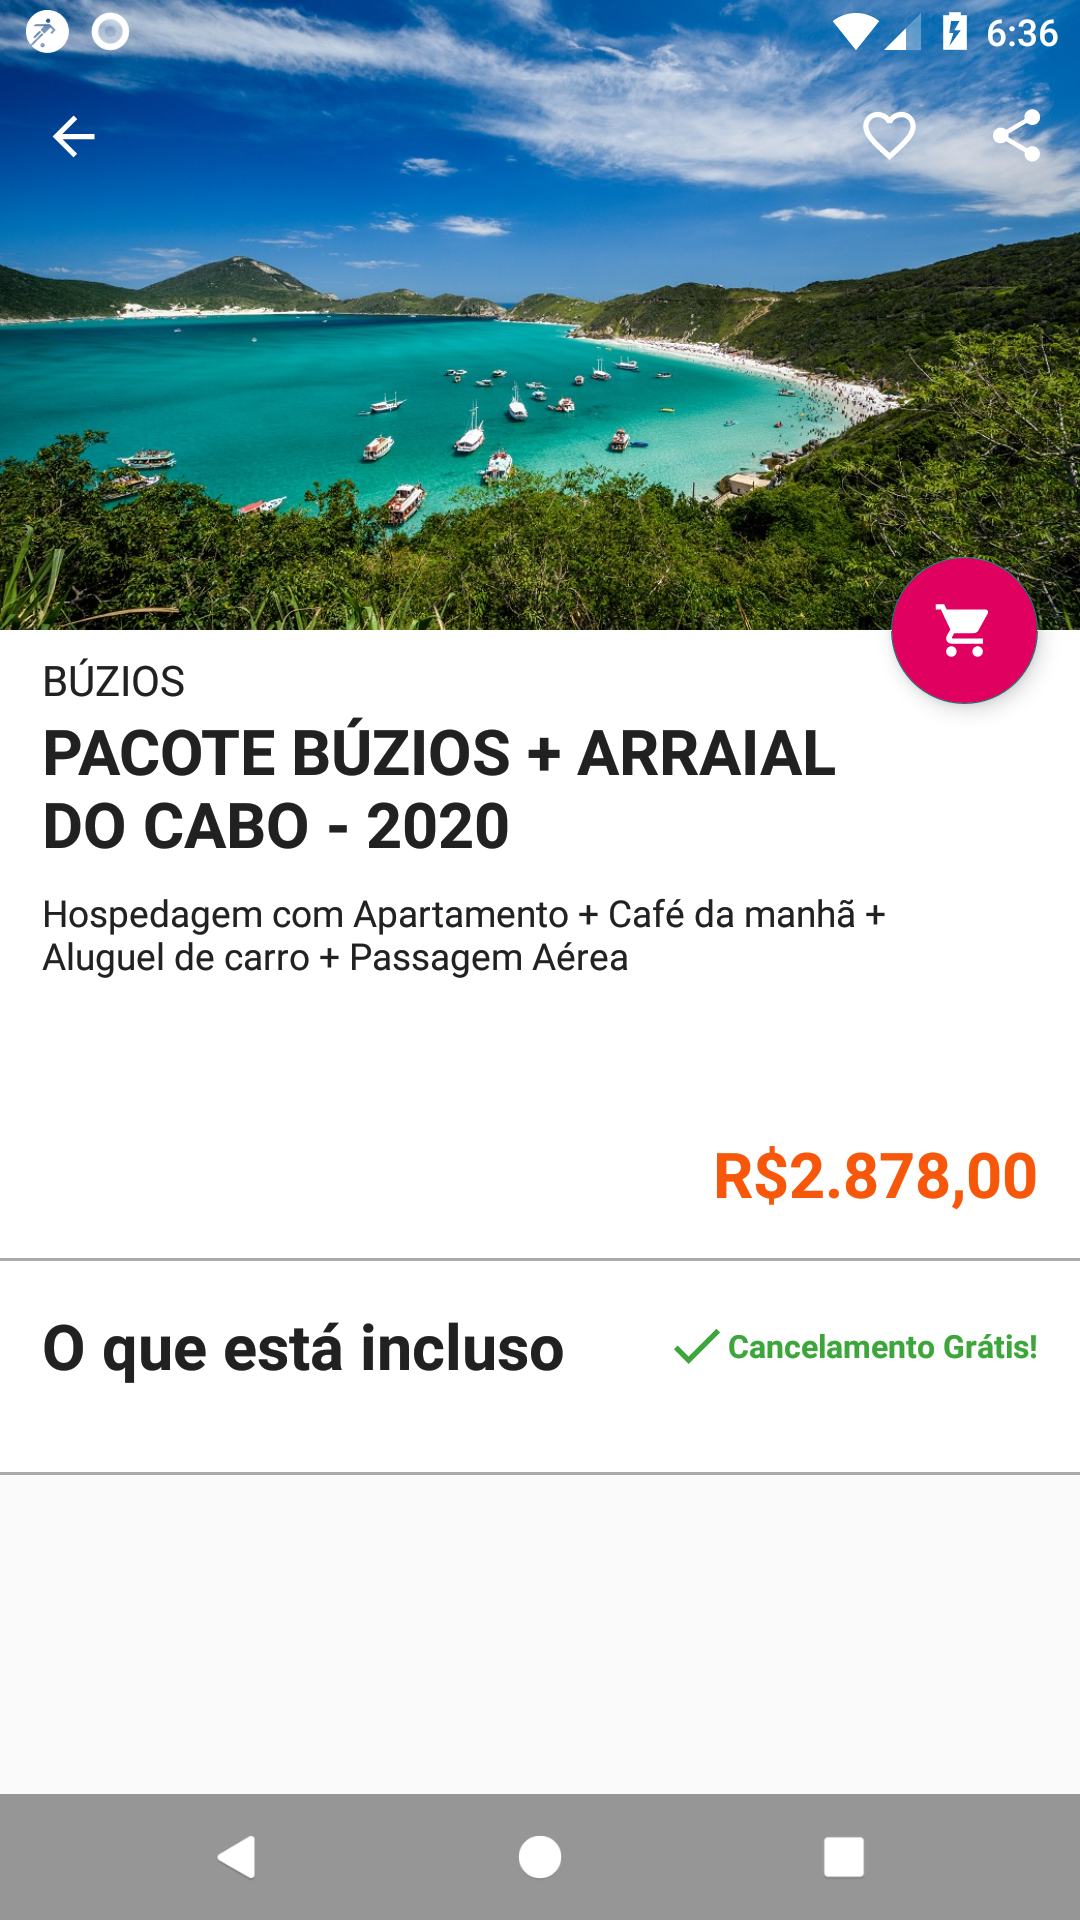 6:36
BÚZIOS
PACOTE BÚZIOS + ARRAIAL
DO CABO - 2020
Hospedagem com Apartamento + Café da manhã +
Aluguel de carro + Passagem Aérea
R$2.878,00
O que está incluso
Cancelamento Grátis!